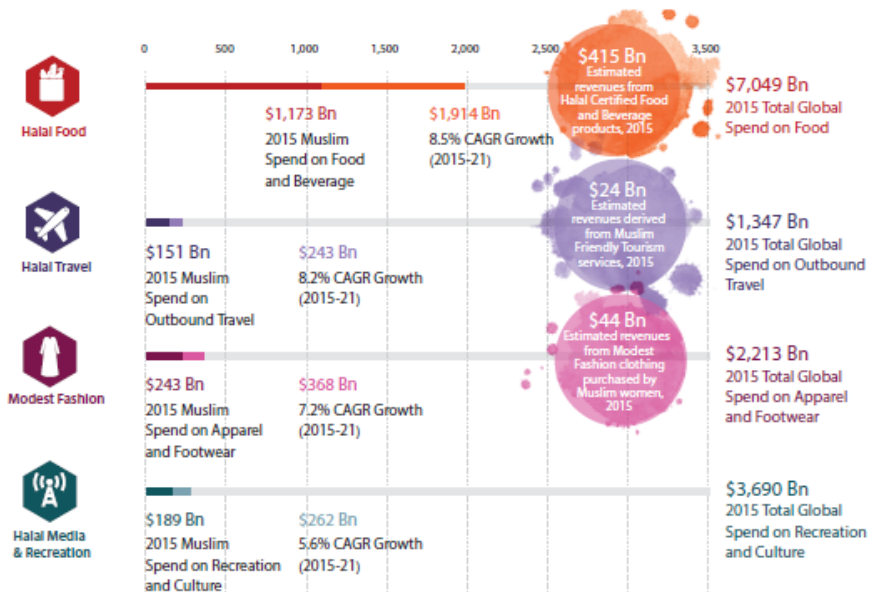 0 500 1,000 1,500 2,000 2,500 3,500
Halal Food
$1,173 Bn
2015 Muslim
Spend on Food
and Beverage
$1,914 Bn
8.5% CAGR Growth
(2015-21)
$415 Bn
Estimated
revenues from
Halal Certified Food
and Beverage
products, 2015
$7,049 Bn
2015 Total Global
Spend on Food
Halal Travel
$151 Bn
2015 Muslim
Spend on
Outbound Travel
$243 Bn
8.2% CAGR Growth
(2015-21)
$24 Bn
Estimated
revenues derived
from Muslim
Friendly Tourism
services, 2015
$1,347 Bn
2015 Total Global
Spend on Outbound
Travel
Modest Fashion
$243 Bn
2015 Muslim
Spend on Apparel
and Footwear
$368 Bn
7.2% CAGR Growth
(2015-21)
$44 Bn
Estimated revenues
from Modest
Fashion clothing
purchased by
Muslim women,
2015
$2,213 Bn
2015 Total Global
Spend on Apparel
and Footwear
Halal Media
& Recreation
$189 Bn
2015 Muslim
Spend on Recreation
and Culture
$262 Bn
5.6% CAGR Growth
(2015-21)
$3,690 Bn
2015 Total Global
Spend on Recreation
and Culture